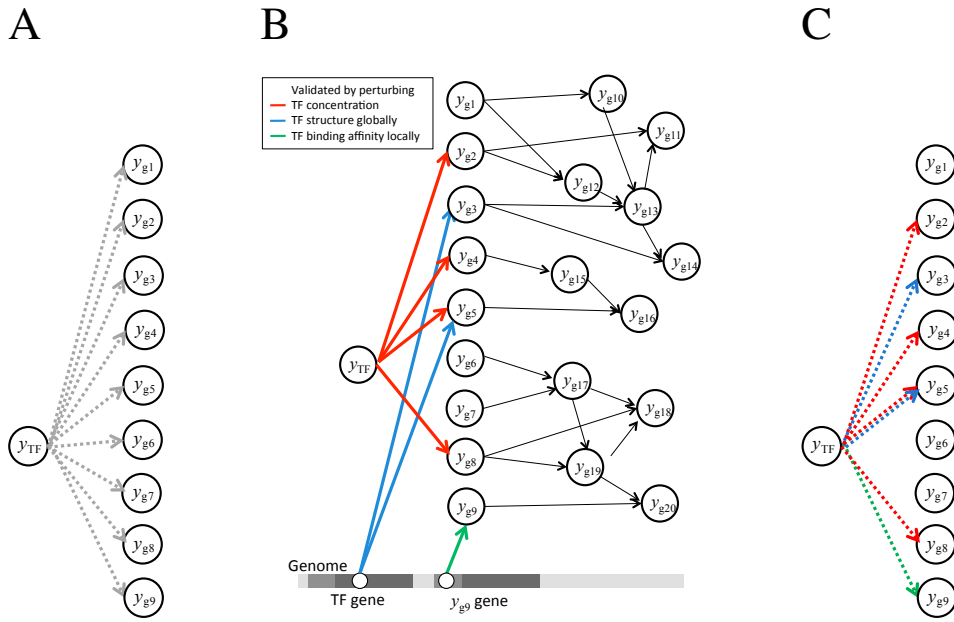 A
B
C
Validated by perturbing
TF concentration
TF structure globally
TF binding affinity locally
yTF
yg1
yg2
yg3
yg4
yg5
yg6
yg7
yg8
yg9
yg1
yg2
yg3
yg4
yg5
yg6
yg7
yg8
yg9
yTF
yg10
yg11
yg12
yg13
yg14
yg15
yg16
yg17
yg18
yg19
yg20
Genome
TF gene
yg9 gene
yTF
yg1
yg2
yg3
yg4
yg5
yg6
yg7
yg8
yg9